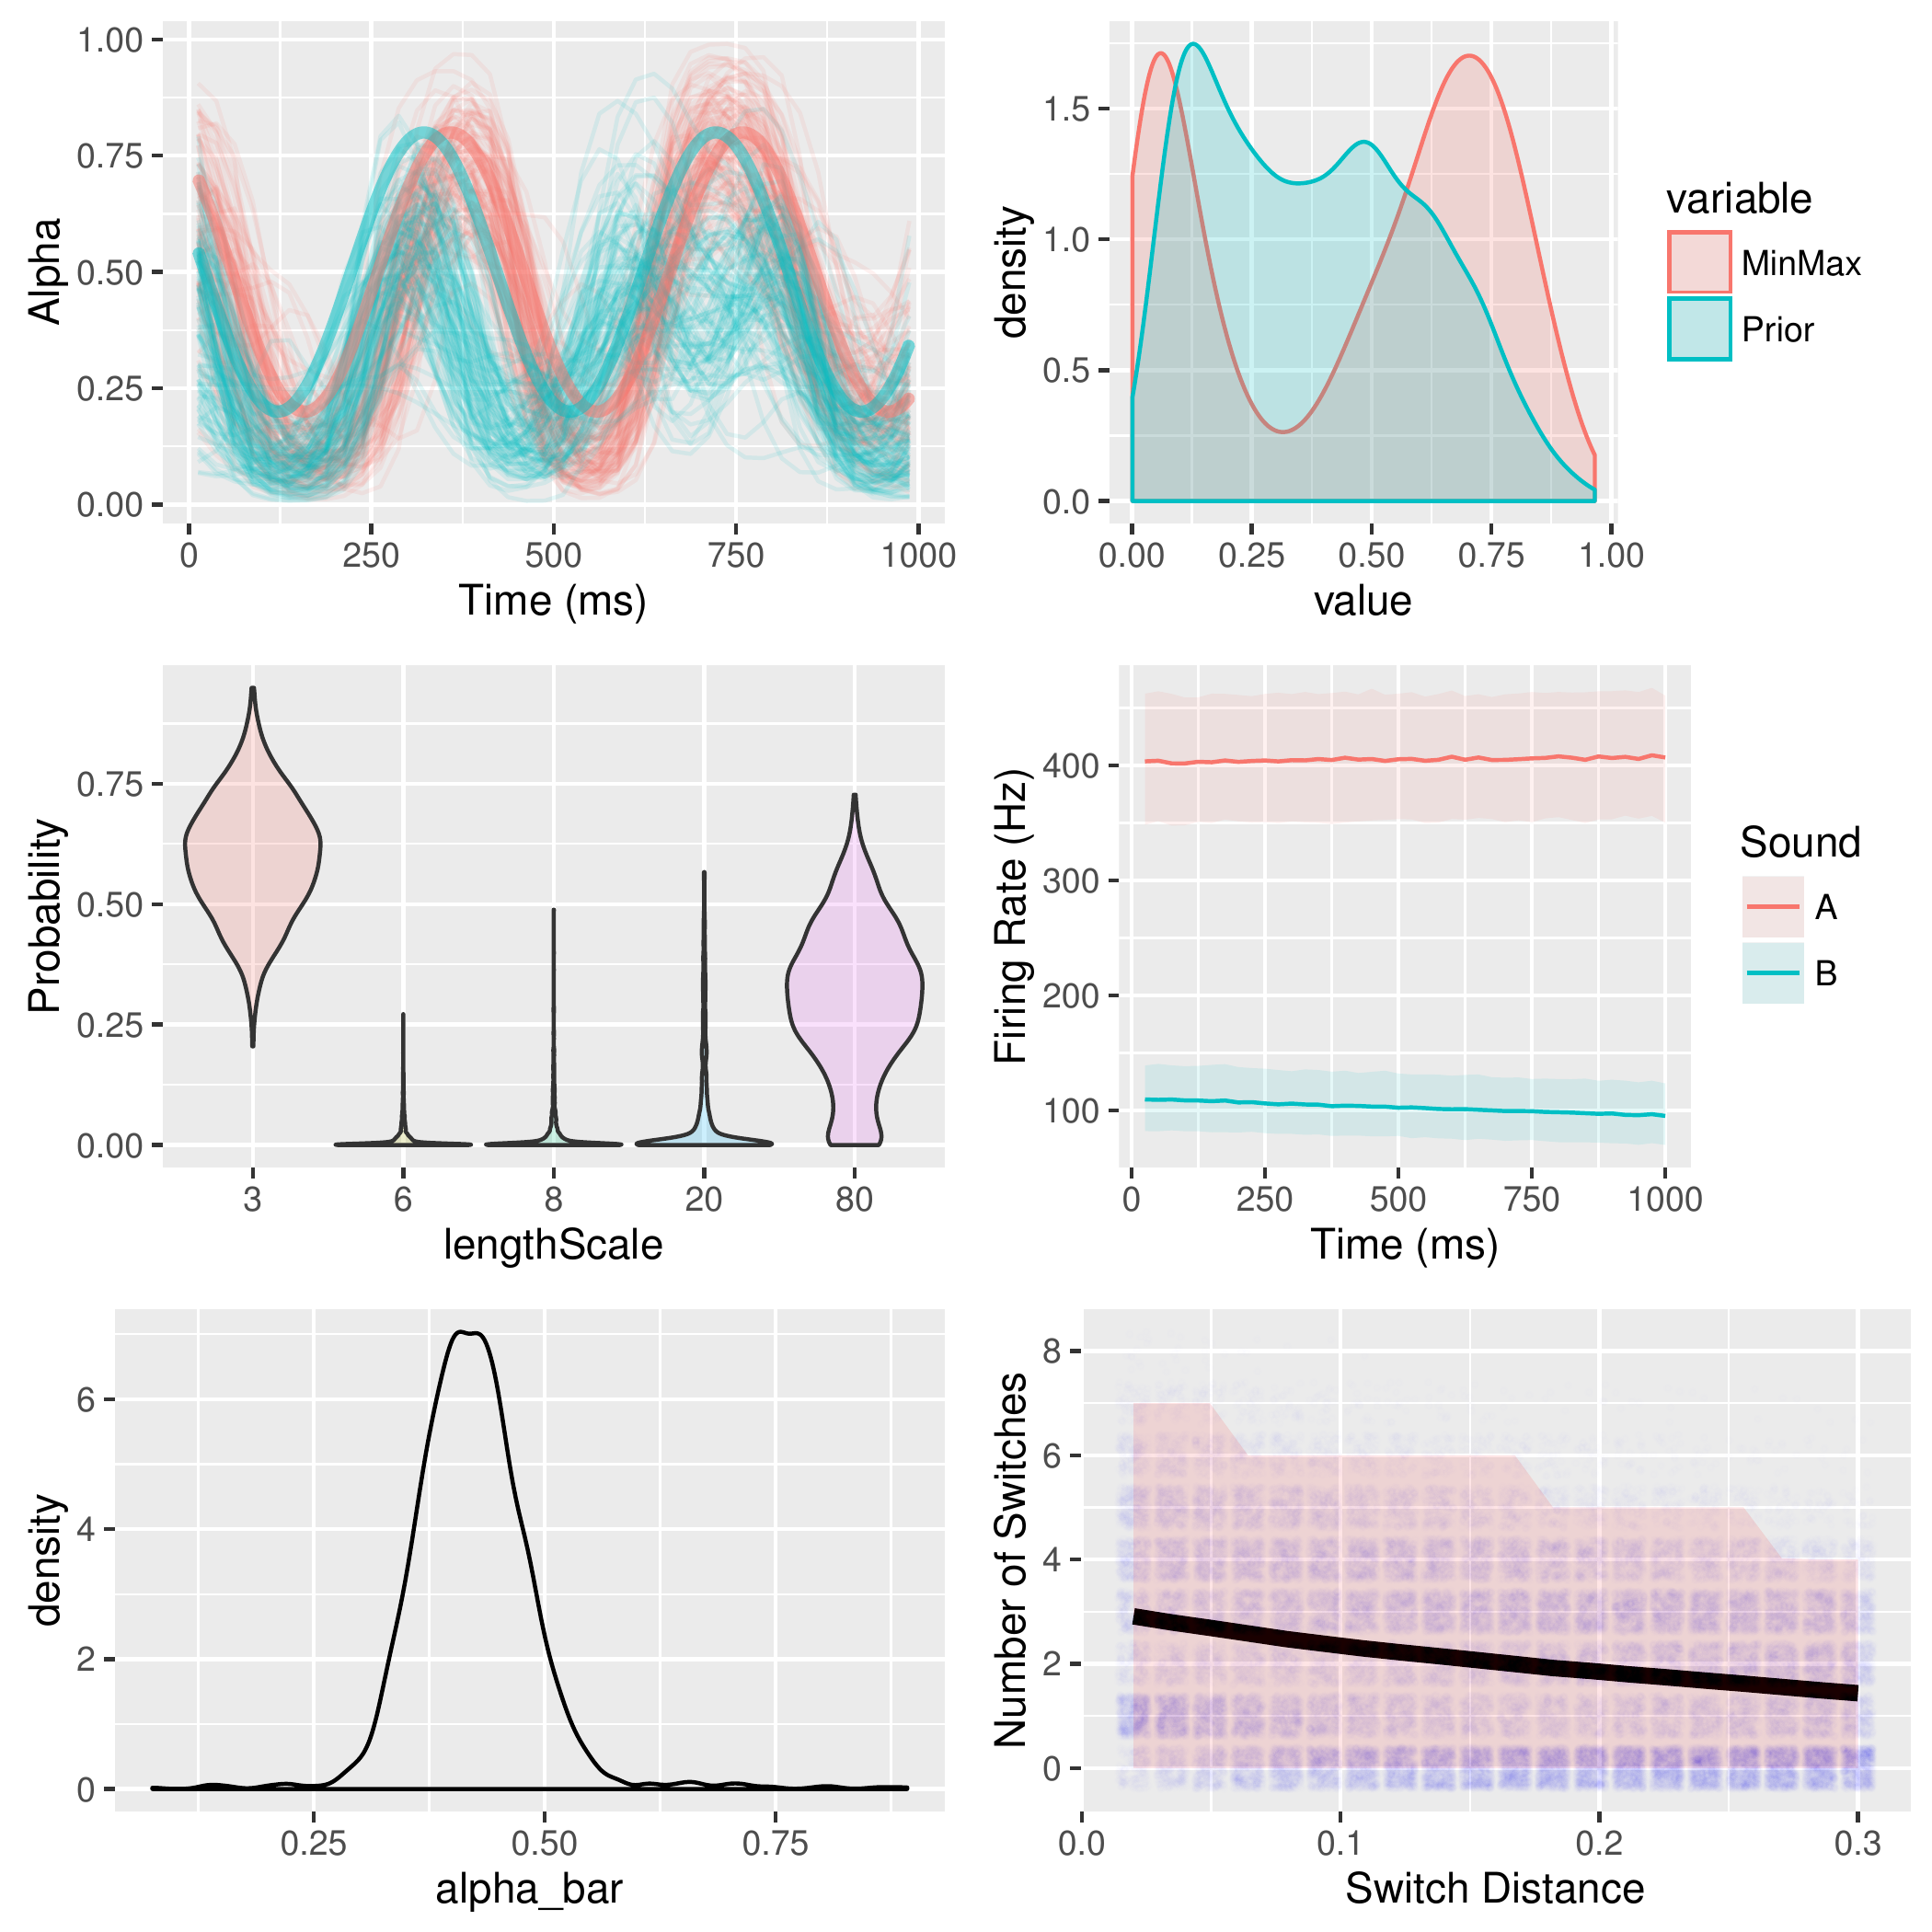 1.00
0.75
0.50
0.25
0.00
Alpha
0 250 500 750 1000
Time (ms)
1.5
1.0
0.5
0.0
density
0.00 0.25 0.50 0.75 1.00
value
variable
MinMax
Prior
0.75
0.50
0.25
0.00
Probability
3 6 8 20 80
lengthScale
400
300
200
100
Firing Rate (Hz)
0 250 500 750 1000
Time (ms)
Sound
A
B
6
4
2
0
density
0.25 0.50 0.75
alpha_bar
8
6
4
2
0
Number of Switches
0.0 0.1 0.2 0.3
Switch Distance